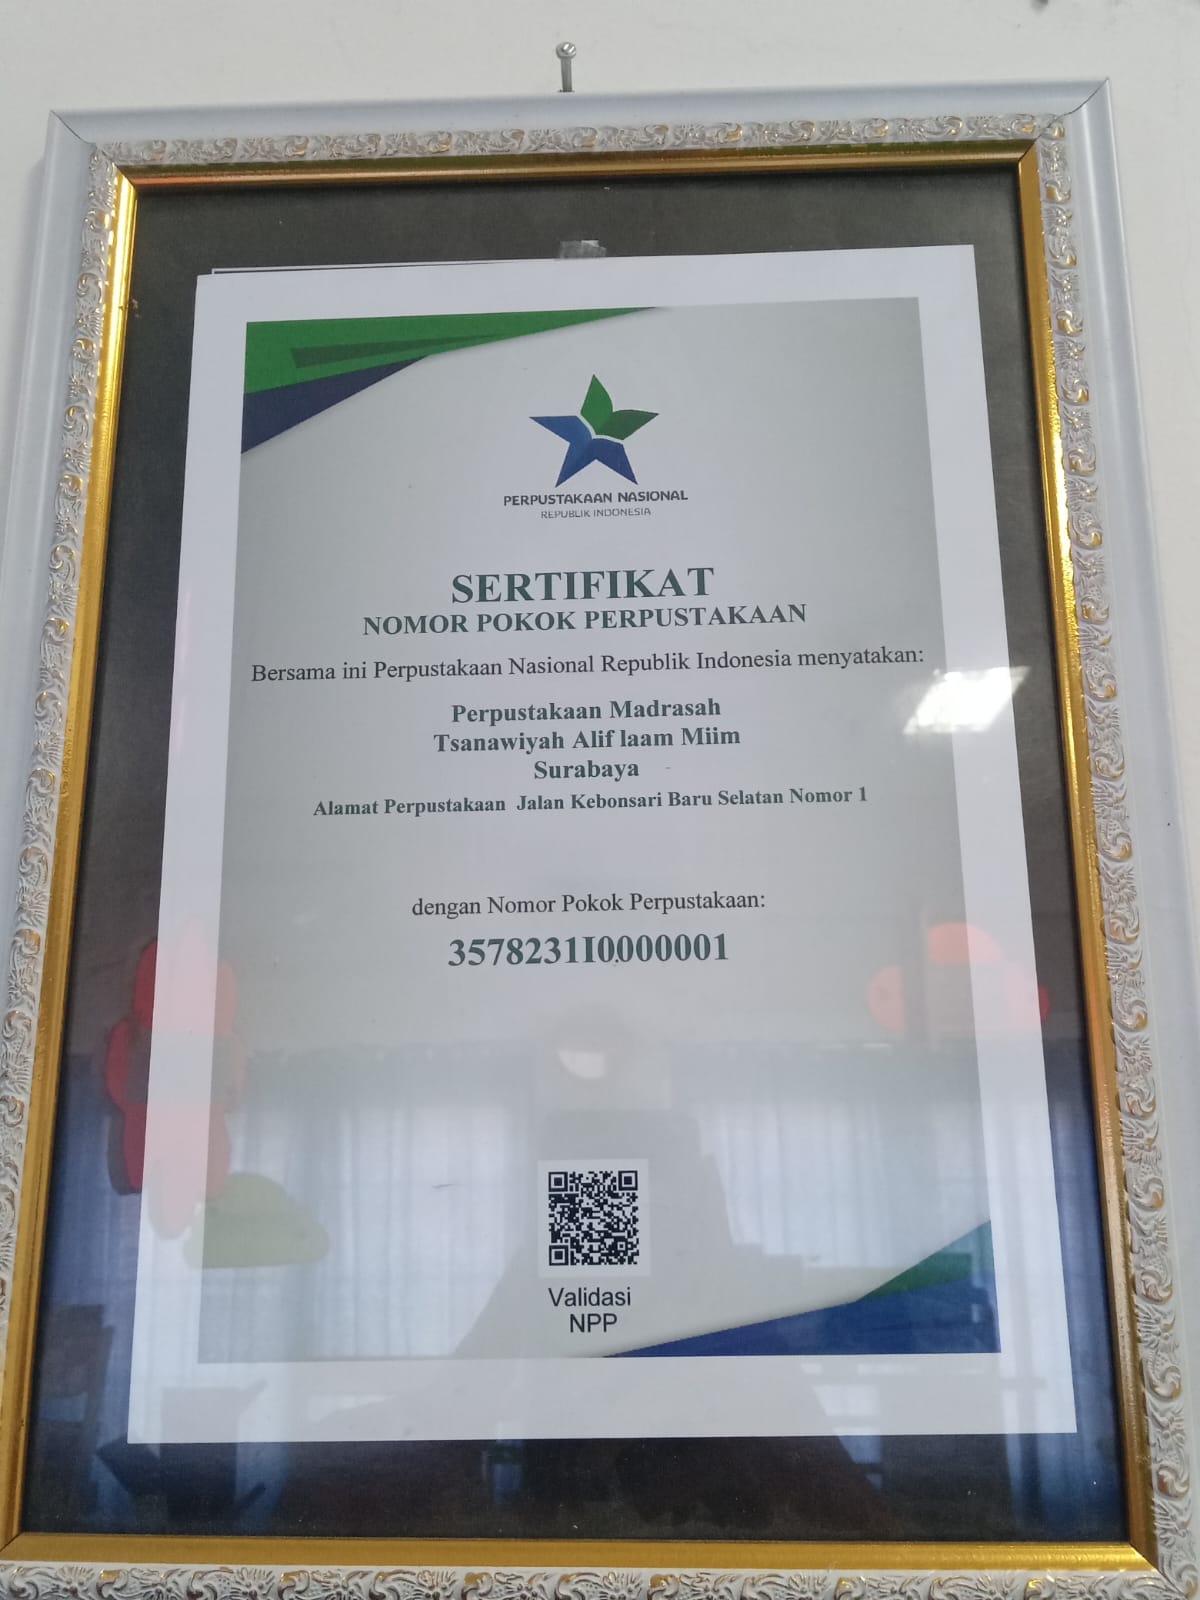 PERPUSTAKAAN NASIONAL
REPUBLIK INDONESIA
SERTIFIKAT
NOMOR POKOK PERPUSTAKAAN
Bersama ini Perpustakaan Nasional Republik Indonesia menyatakan:
Perpustakaan Madrasah
Tsanawiyah Alif laam Miim
Surabaya
Alamat Perpustakaan Jalan Kebonsari Baru Selatan Nomor 1
dengan Nomor Pokok Perpustakaan:
3578231I0000001
Validasi
NPP